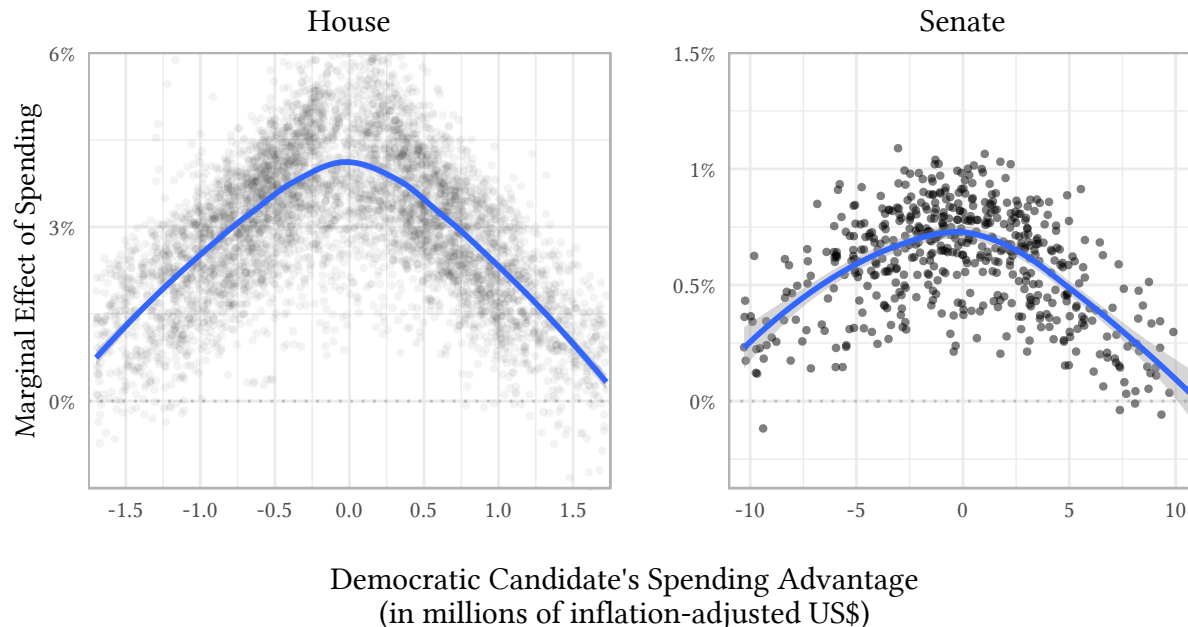 House
Senate
Marginal Effect of Spending
6%
3%
0%
1.5%
1%
0.5%
0%
-1.5 -1.0 -0.5 0.0 0.5 1.0 1.5
-10 -5 0 5 10
Democratic Candidate's Spending Advantage
(in millions of inflation-adjusted US$)